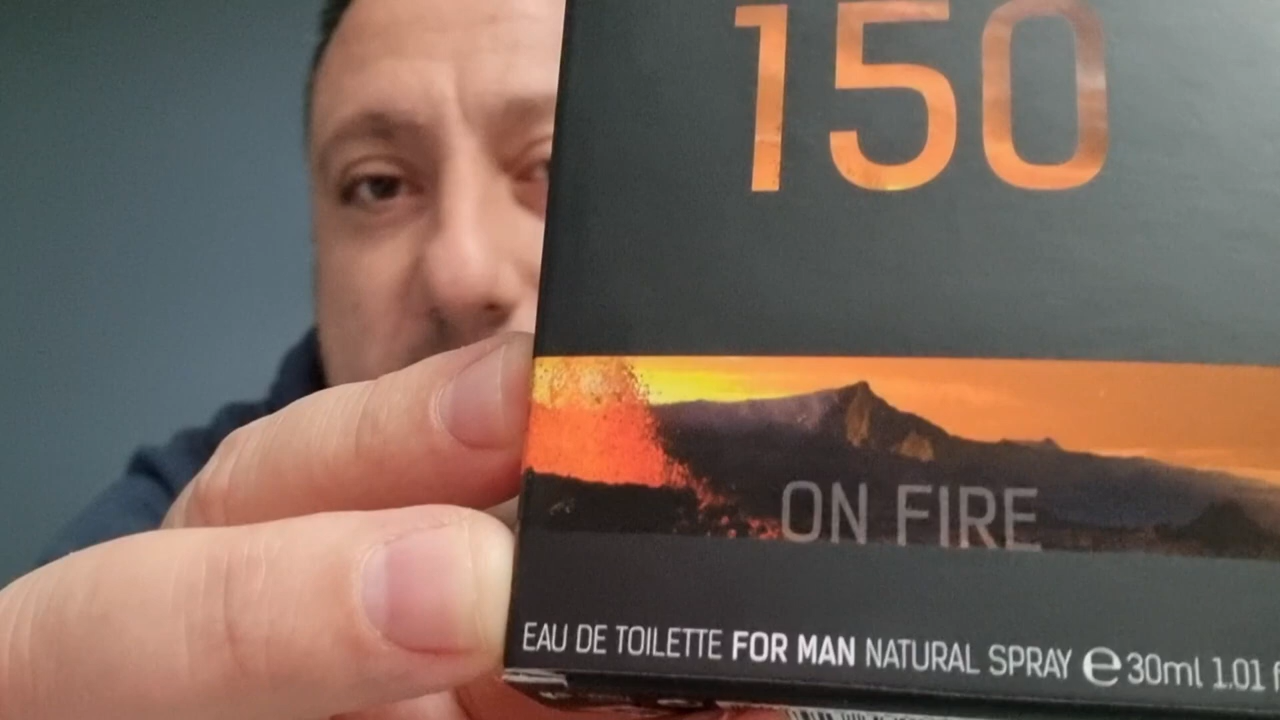 150
ON FIRE
EAU DE TOILETTE FOR MAN NATURAL SPRAY ℮ 30ml 1.01 f